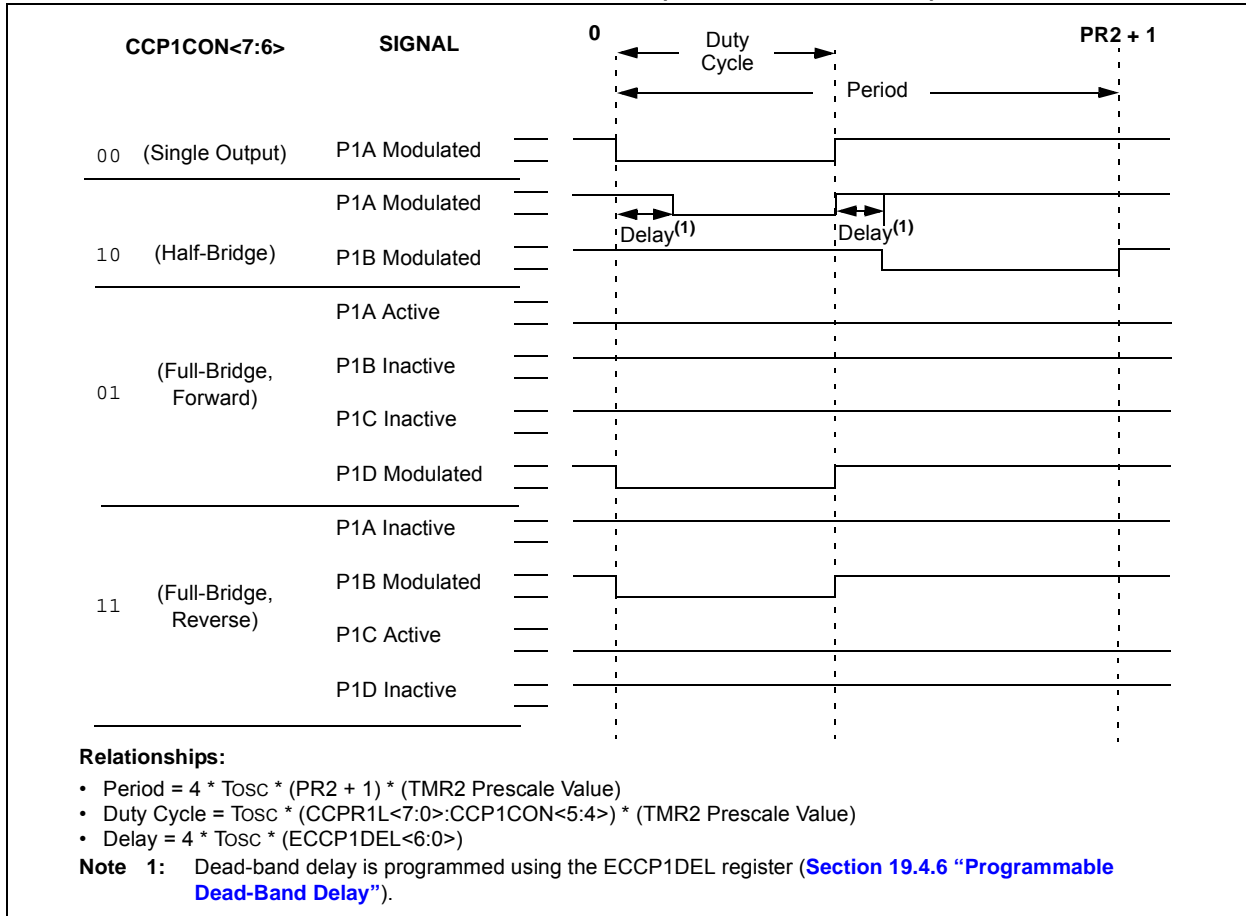 CCP1CON<7:6> SIGNAL 0 Duty Cycle PR2 + 1
Period
00 (Single Output) P1A Modulated
P1A Modulated
Delay(1) Delay(1)
10 (Half-Bridge) P1B Modulated
P1A Active
P1B Inactive
01 (Full-Bridge, Forward)
P1C Inactive
P1D Modulated
P1A Inactive
P1B Modulated
11 (Full-Bridge, Reverse)
P1C Active
P1D Inactive
Relationships:
• Period = 4 * TOSC * (PR2 + 1) * (TMR2 Prescale Value)
• Duty Cycle = TOSC * (CCPR1L<7:0>:CCP1CON<5:4>) * (TMR2 Prescale Value)
• Delay = 4 * TOSC * (ECCP1DEL<6:0>)
Note 1: Dead-band delay is programmed using the ECCP1DEL register (Section 19.4.6 “Programmable
Dead-Band Delay”).